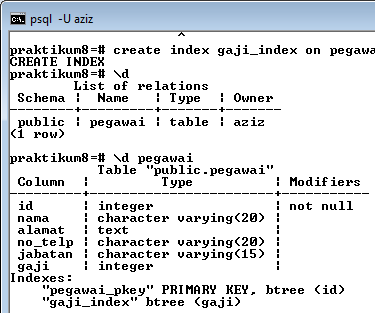 psql -U aziz
^
praktikum8=# create index gaji_index on pegawa
CREATE INDEX
praktikum8=# \d
List of relations
Schema | Name | Type | Owner
--------+---------+-------+-------
public | pegawai | table | aziz
(1 row)
praktikum8=# \d pegawai
Table "public.pegawai"
Column | Type | Modifiers
---------+-----------------------+-----------
id | integer | not null
nama | character varying(20) |
alamat | text |
no_telp | character varying(20) |
jabatan | character varying(15) |
gaji | integer |
Indexes:
"pegawai_pkey" PRIMARY KEY, btree (id)
"gaji_index" btree (gaji)